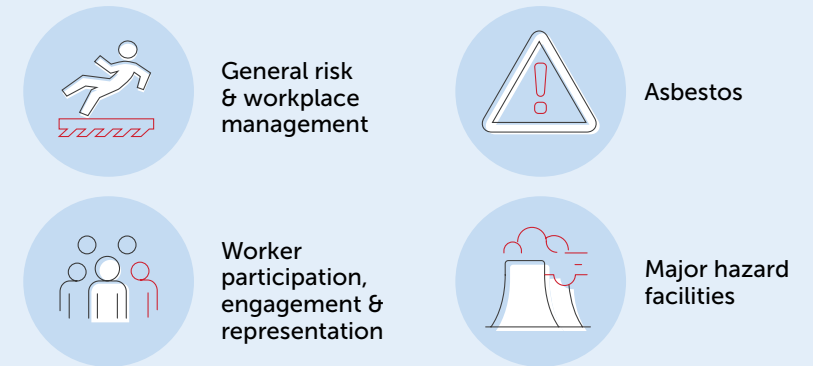 General risk
& workplace
management
Asbestos
Worker
participation,
engagement &
representation
Major hazard
facilities